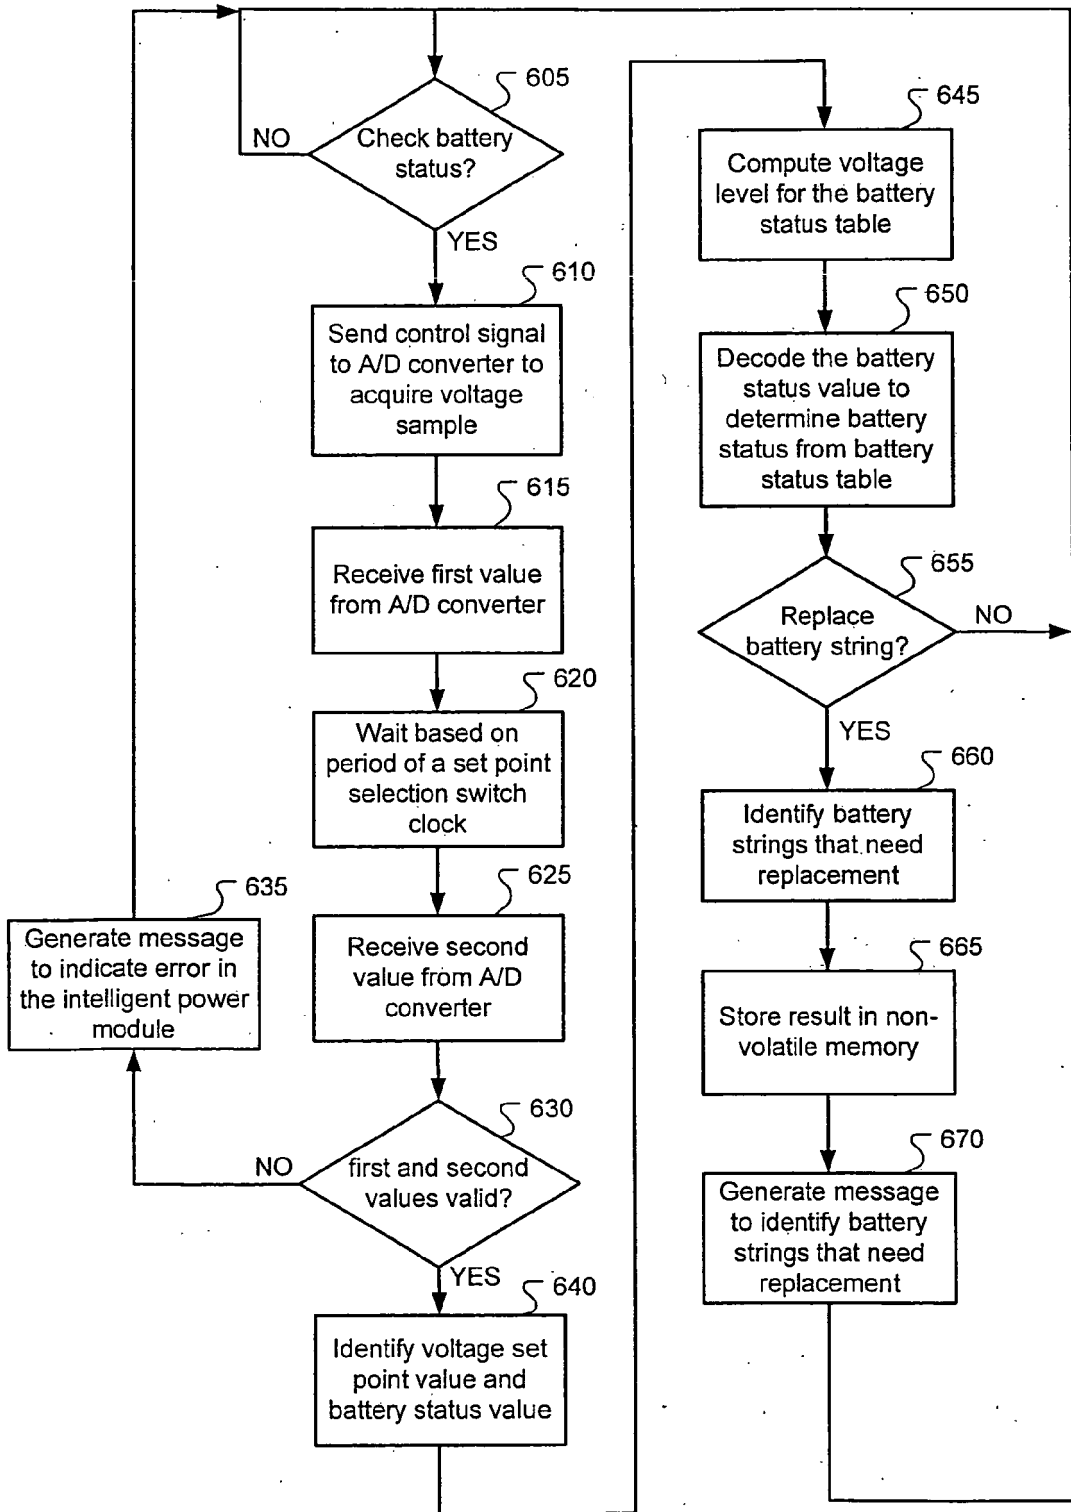 605
Check battery
status?
NO
YES
610
Send control signal
to A/D converter to
acquire voltage
sample
615
Receive first value
from A/D converter
620
Wait based on
period of a set point
selection switch
clock
625
Receive second
value from A/D
converter
630
first and second
values valid?
NO
YES
635
Generate message
to indicate error in
the intelligent power
module
640
Identify voltage set
point value and
battery status value
645
Compute voltage
level for the battery
status table
650
Decode the battery
status value to
determine battery
status from battery
status table
655
Replace
battery string?
NO
YES
660
Identify battery
strings that need
replacement
665
Store result in non-
volatile memory
670
Generate message
to identify battery
strings that need
replacement